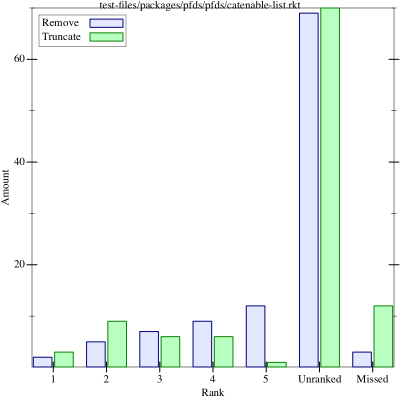 test-files/packages/pfds/pfds/catenable-list.rkt
Remove
Truncate
60
40
20
Amount
1 2 3 4 5 Unranked Missed
Rank